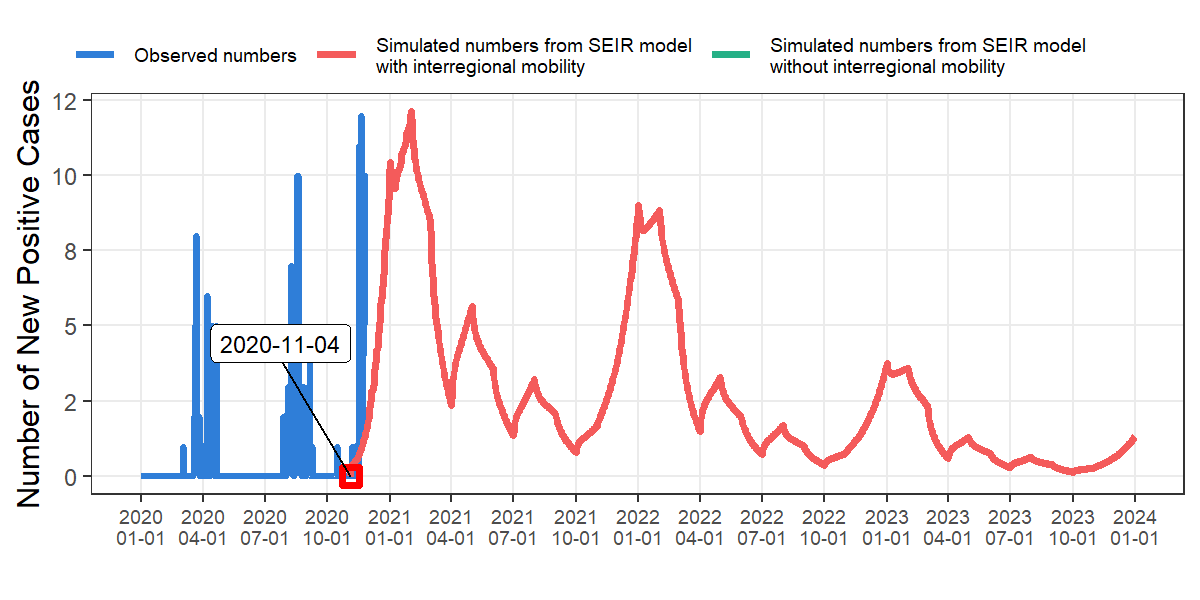 Observed numbers
Simulated numbers from SEIR model
with interregional mobility
Simulated numbers from SEIR model
without interregional mobility
Number of New Positive Cases
12
10
8
5
2
0
2020-11-04
2020 2020 2020 2020 2021 2021 2021 2021 2022 2022 2022 2022 2023 2023 2023 2023 2024
01-01 04-01 07-01 10-01 01-01 04-01 07-01 10-01 01-01 04-01 07-01 10-01 01-01 04-01 07-01 10-01 01-01